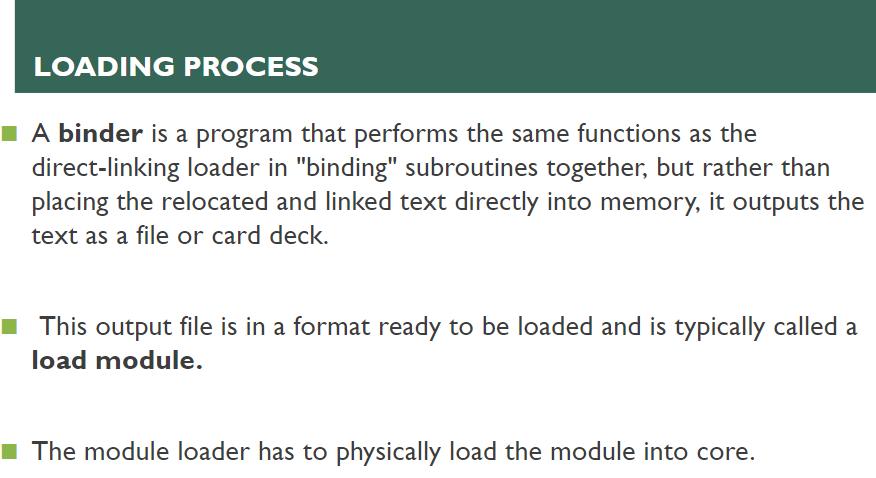 LOADING PROCESS
A binder is a program that performs the same functions as the
direct-linking loader in "binding" subroutines together, but rather than
placing the relocated and linked text directly into memory, it outputs the
text as a file or card deck.
This output file is in a format ready to be loaded and is typically called a
load module.
The module loader has to physically load the module into core.